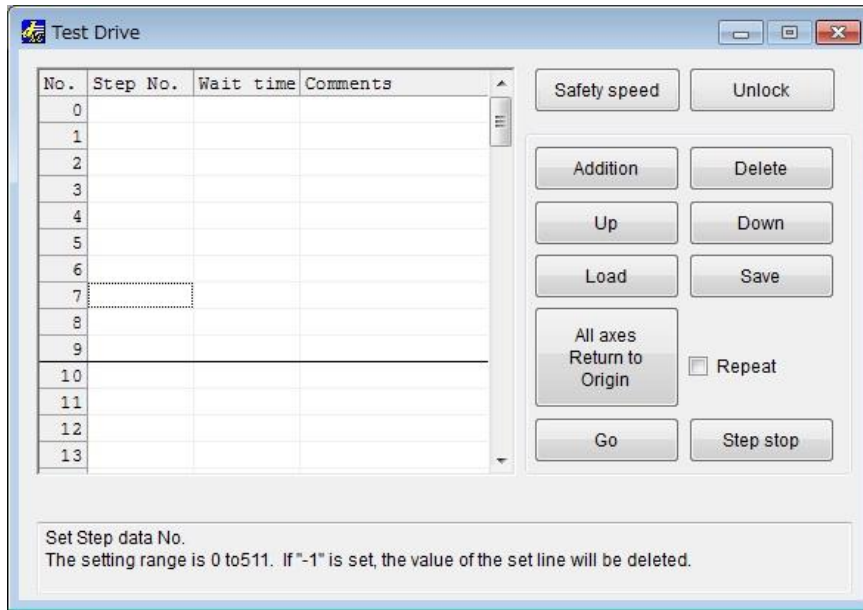 Test Drive
No. Step No. Wait time Comments
0
1
2
3
4
5
6
7
8
9
10
11
12
13
Safety speed Unlock
Addition Delete
Up Down
Load Save
All axes
Return to
Origin
Repeat
Go Step stop
Set Step data No.
The setting range is 0 to511. If "-1" is set, the value of the set line will be deleted.